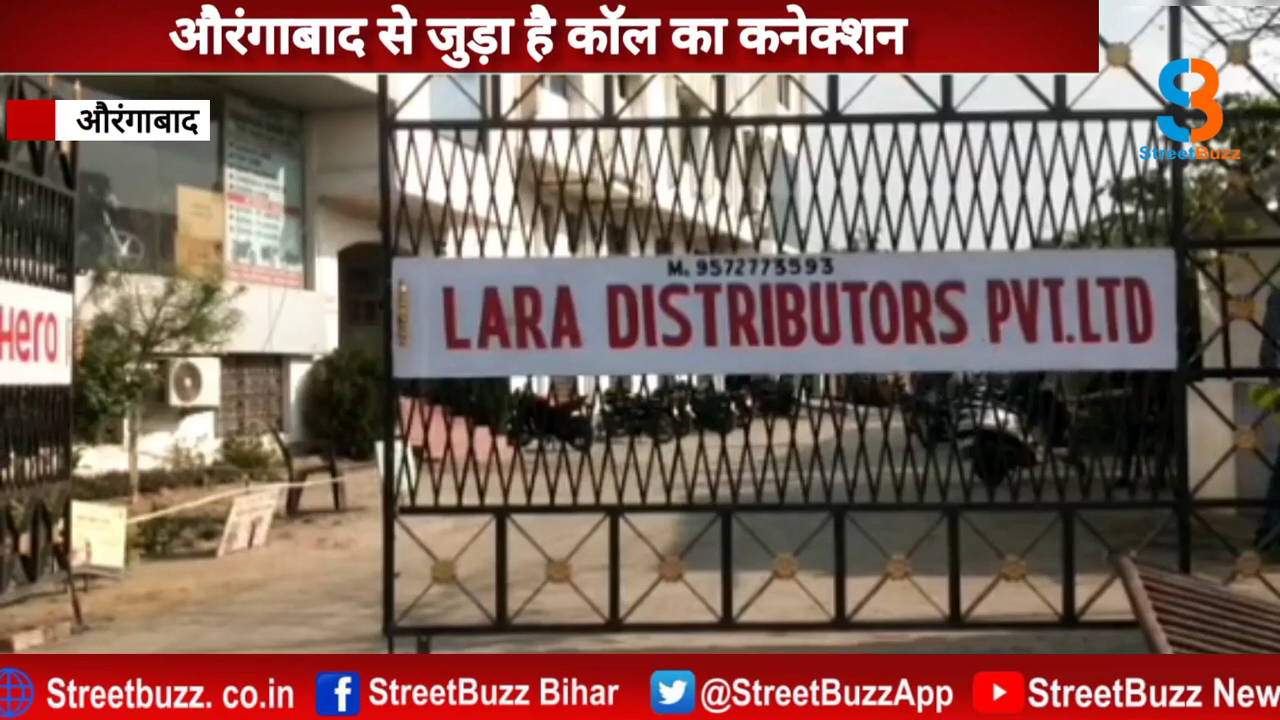 औरंगाबाद से जुड़ा है कॉल का कनेक्शन
औरंगाबाद
StreetBuzz
Hero
M. 9572773593
LARA DISTRIBUTORS PVT.LTD
Streetbuzz. co.in
StreetBuzz Bihar
@StreetBuzzApp
StreetBuzz New